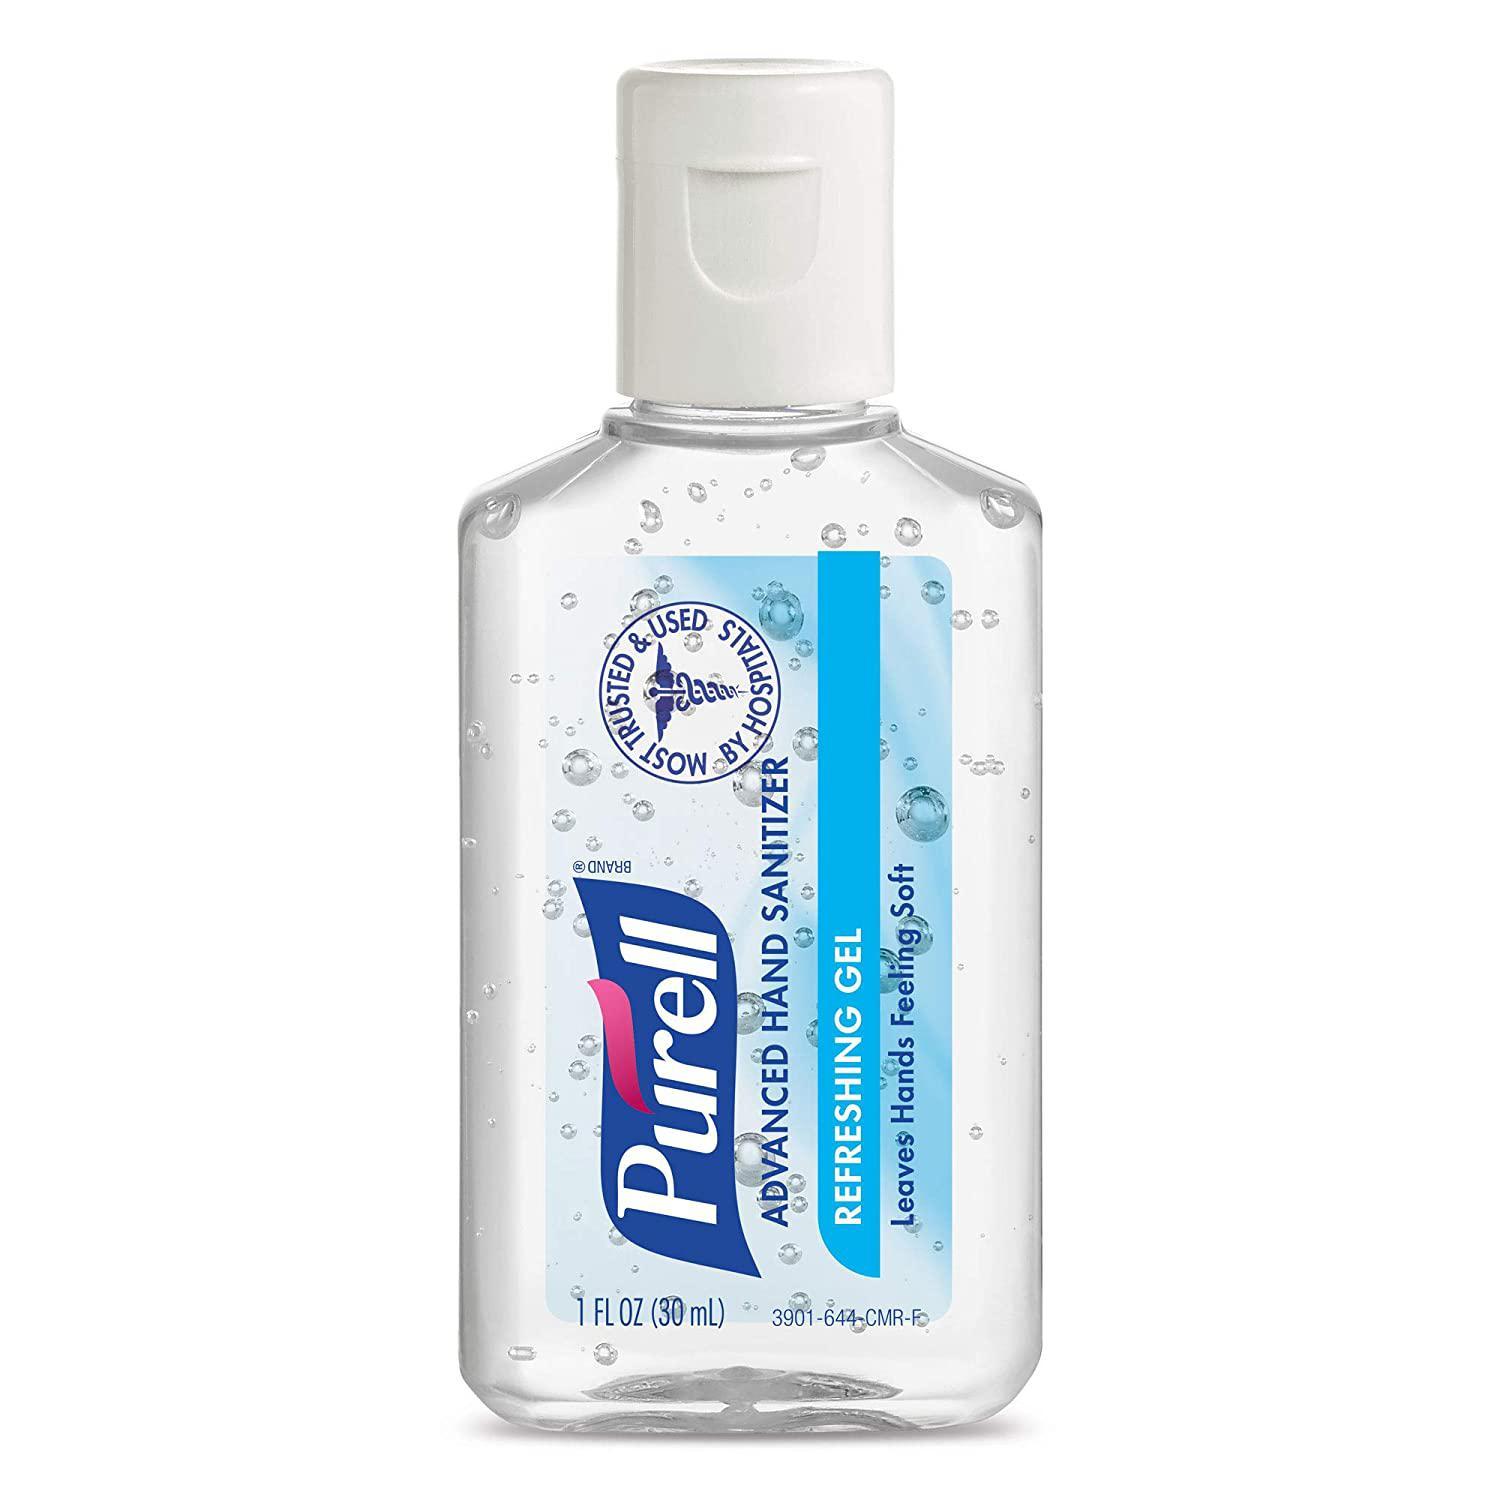 MOST TRUSTED & USED
BY HOSPITALS
Purell
BRAND®
ADVANCED HAND SANITIZER
REFRESHING GEL
Leaves Hands Feeling Soft
1 FL OZ (30 mL)
3901-644-CMR-F